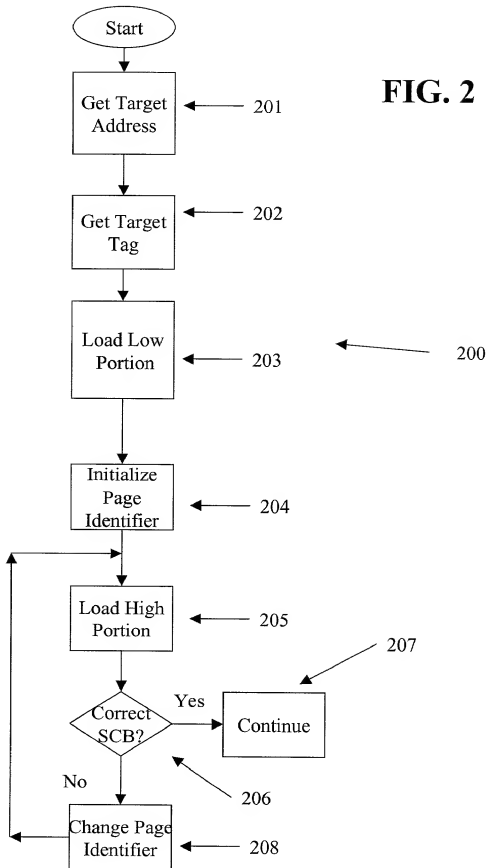 Start
FIG. 2
Get Target
Address
201
Get Target
Tag
202
Load Low
Portion
203
200
Initialize
Page
Identifier
204
Load High
Portion
205
207
Correct
SCB?
Yes
Continue
No
206
Change Page
Identifier
208